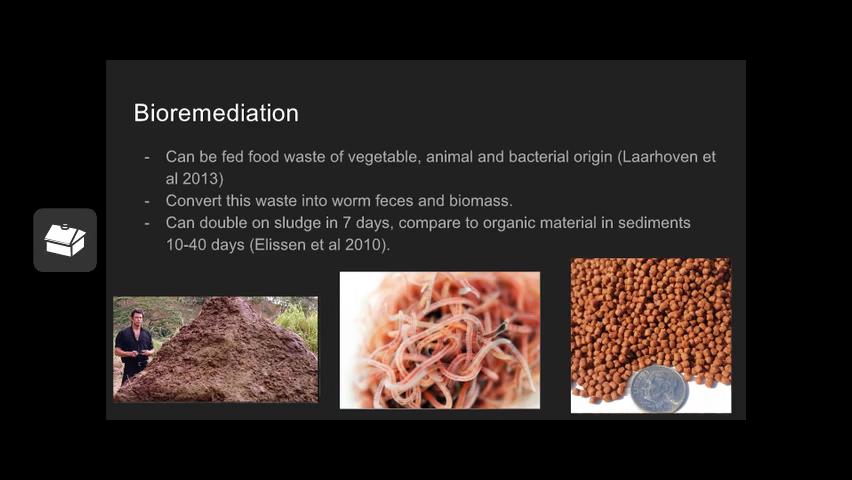 Bioremediation
- Can be fed food waste of vegetable, animal and bacterial origin (Laarhoven et
al 2013)
- Convert this waste into worm feces and biomass.
- Can double on sludge in 7 days, compare to organic material in sediments
10-40 days (Elissen et al 2010).